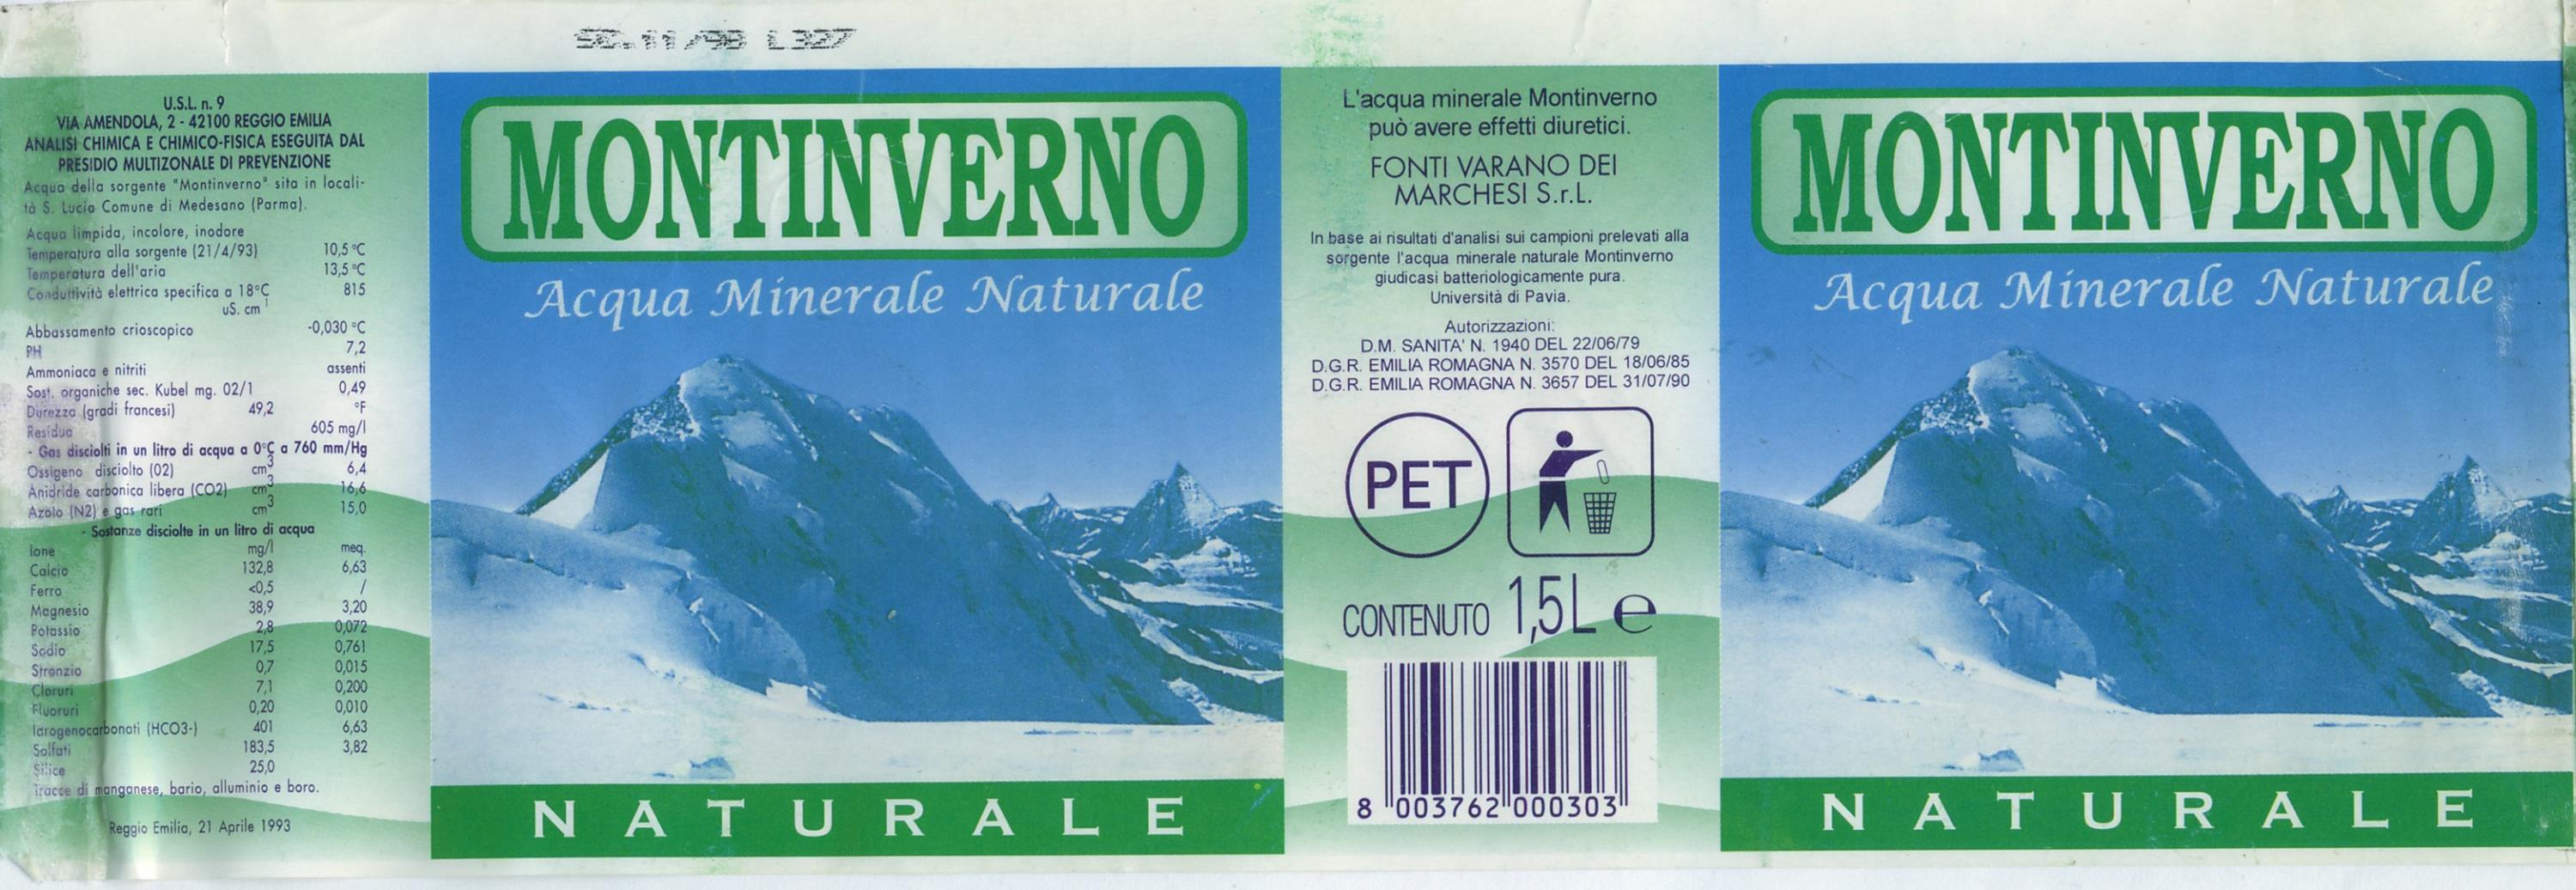 SC.11/98 L327
U.S.L. n. 9
VIA AMENDOLA, 2 - 42100 REGGIO EMILIA
ANALISI CHIMICA E CHIMICO-FISICA ESEGUITA DAL
PRESIDIO MULTIZONALE DI PREVENZIONE
Acqua della sorgente "Montinverno" sita in locali-
tà S. Lucia Comune di Medesano (Parma).
Acqua limpida, incolore, inodore
Temperatura alla sorgente (21/4/93) 10,5 °C
Temperatura dell'aria 13,5 °C
Conduttività elettrica specifica a 18°C 815
uS. cm 1
Abbassamento crioscopico -0,030 °C
PH 7,2
Ammoniaca e nitriti assenti
Sost. organiche sec. Kubel mg. 02/1 0,49
Durezza (gradi francesi) 49,2 °F
Residuo 605 mg/l
- Gas disciolti in un litro di acqua a 0°C a 760 mm/Hg
Ossigeno disciolto (02) cm3 6,4
Anidride carbonica libera (CO2) cm3 16,6
Azoto (N2) e gas rari cm3 15,0
- Sostanze disciolte in un litro di acqua
Ione mg/l meq.
Calcio 132,8 6,63
Ferro <0,5 /
Magnesio 38,9 3,20
Potassio 2,8 0,072
Sodio 17,5 0,761
Stronzio 0,7 0,015
Cloruri 7,1 0,200
Fluoruri 0,20 0,010
Idrogenocarbonati (HCO3-) 401 6,63
Solfati 183,5 3,82
Silice 25,0
Tracce di manganese, bario, alluminio e boro.
Reggio Emilia, 21 Aprile 1993
MONTINVERNO
Acqua Minerale Naturale
NATURALE
L'acqua minerale Montinverno
può avere effetti diuretici.
FONTI VARANO DEI
MARCHESI S.r.L.
In base ai risultati d'analisi sui campioni prelevati alla
sorgente l'acqua minerale naturale Montinverno
giudicasi batteriologicamente pura.
Università di Pavia.
Autorizzazioni:
D.M. SANITA' N. 1940 DEL 22/06/79
D.G.R. EMILIA ROMAGNA N. 3570 DEL 18/06/85
D.G.R. EMILIA ROMAGNA N. 3657 DEL 31/07/90
PET
CONTENUTO 1,5 L e
8 003762 000303
MONTINVERNO
Acqua Minerale Naturale
NATURALE